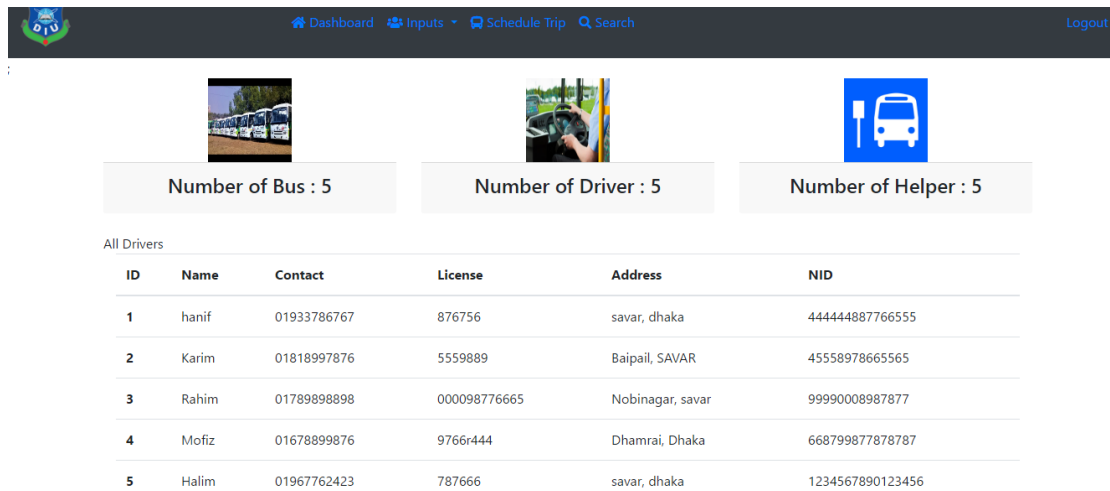 DIU
Dashboard Inputs Schedule Trip Search Logout
;
Number of Bus : 5 Number of Driver : 5 Number of Helper : 5
All Drivers
ID Name Contact License Address NID
1 hanif 01933786767 876756 savar, dhaka 444444887766555
2 Karim 01818997876 5559889 Baipail, SAVAR 45558978665565
3 Rahim 01789898898 000098776665 Nobinagar, savar 99990008987877
4 Mofiz 01678899876 9766r444 Dhamrai, Dhaka 668799877878787
5 Halim 01967762423 787666 savar, dhaka 1234567890123456